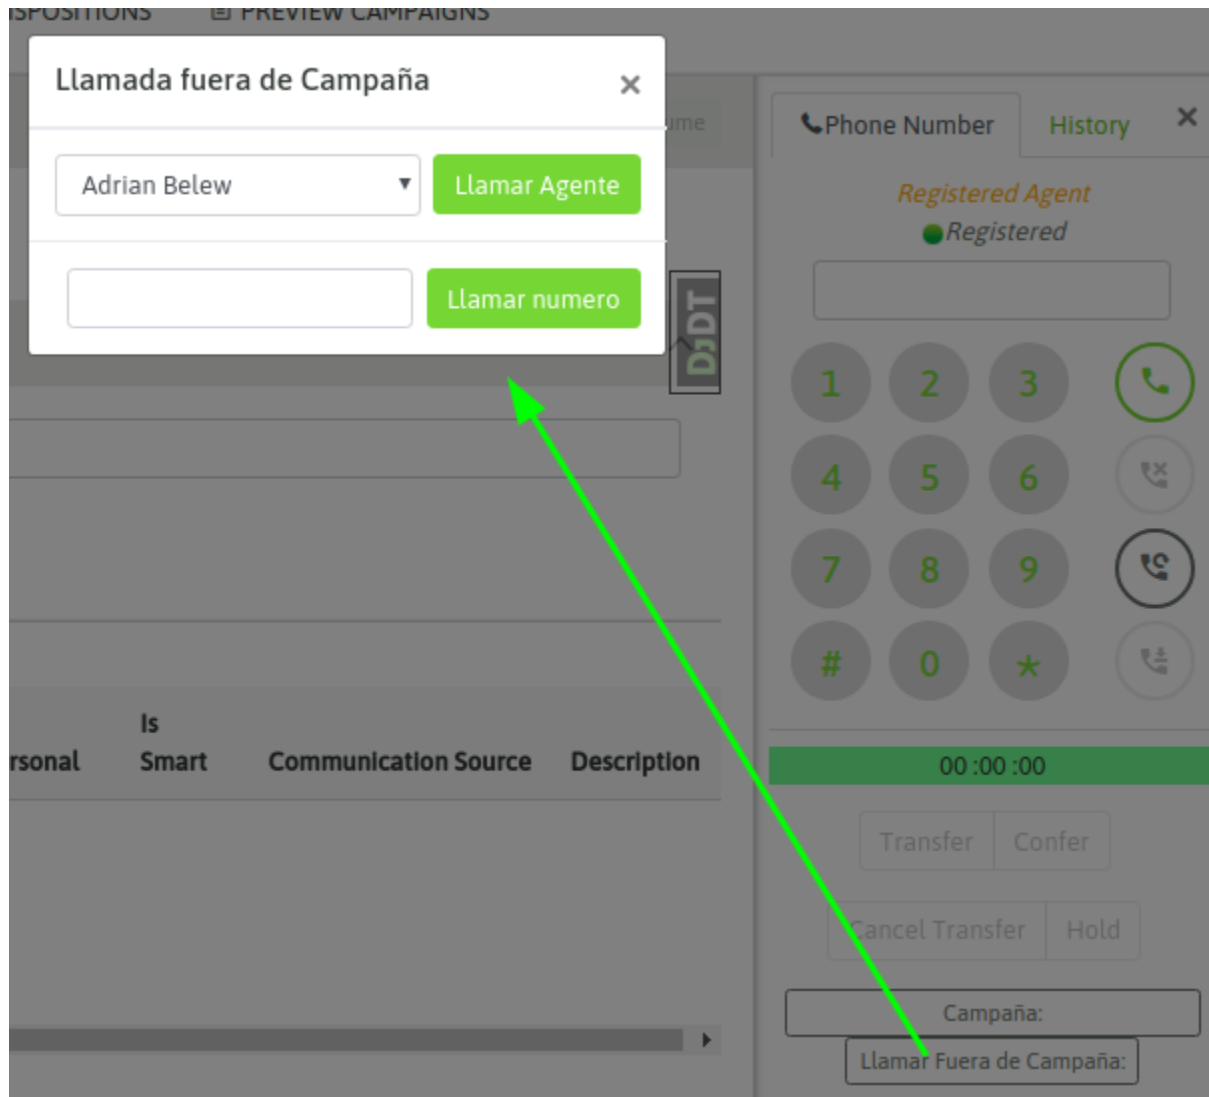 PREVIEW CAMPAIGNS
Llamada fuera de Campaña
×
Adrian Belew
Llamar Agente
Llamar numero
DjDT
Is
Smart
Communication Source
Description
Phone Number
History
×
Registered Agent
Registered
1 2 3
4 5 6
7 8 9
# 0 *
00:00:00
Transfer
Confer
Cancel Transfer
Hold
Campaña:
Llamar Fuera de Campaña: